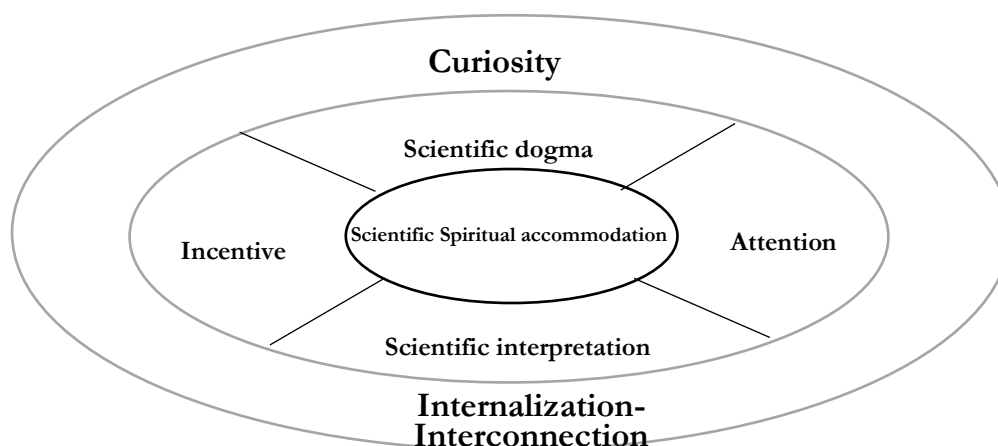 Curiosity
Scientific dogma
Scientific Spiritual accommodation
Incentive
Attention
Scientific interpretation
Internalization-
Interconnection